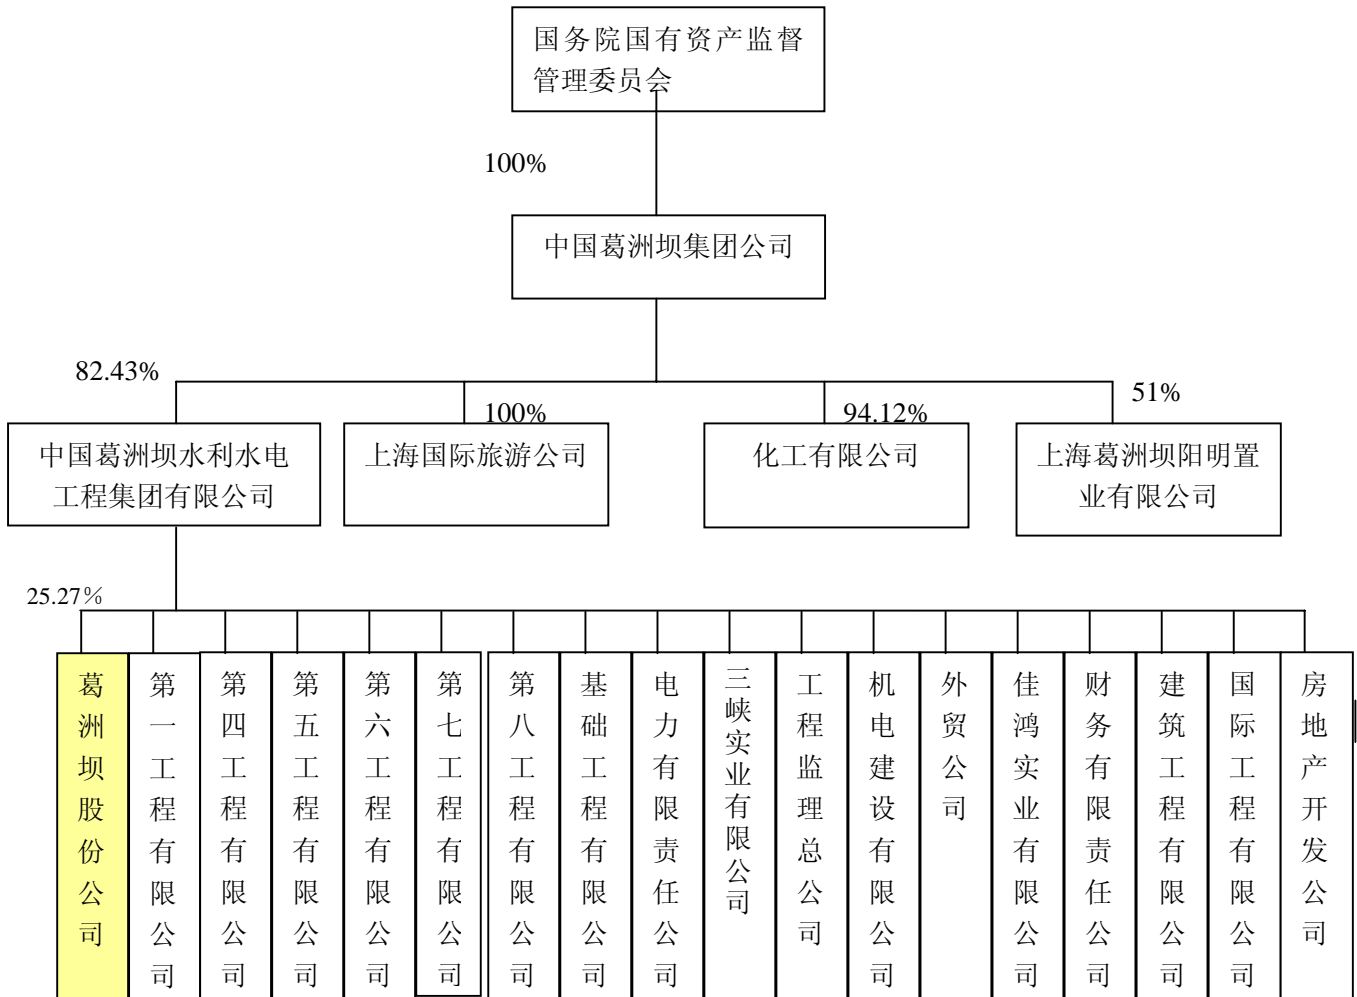 国务院国有资产监督
管理委员会
100%
中国葛洲坝集团公司
82.43%
100%
94.12%
51%
中国葛洲坝水利水电
工程集团有限公司
上海国际旅游公司
化工有限公司
上海葛洲坝阳明置
业有限公司
25.27%
葛洲坝股份公司
第一工程有限公司
第四工程有限公司
第五工程有限公司
第六工程有限公司
第七工程有限公司
第八工程有限公司
基础工程有限公司
电力有限责任公司
三峡实业有限公司
工程监理总公司
机电建设有限公司
外贸公司
佳鸿实业有限公司
财务有限责任公司
建筑工程有限公司
国际工程有限公司
房地产开发公司